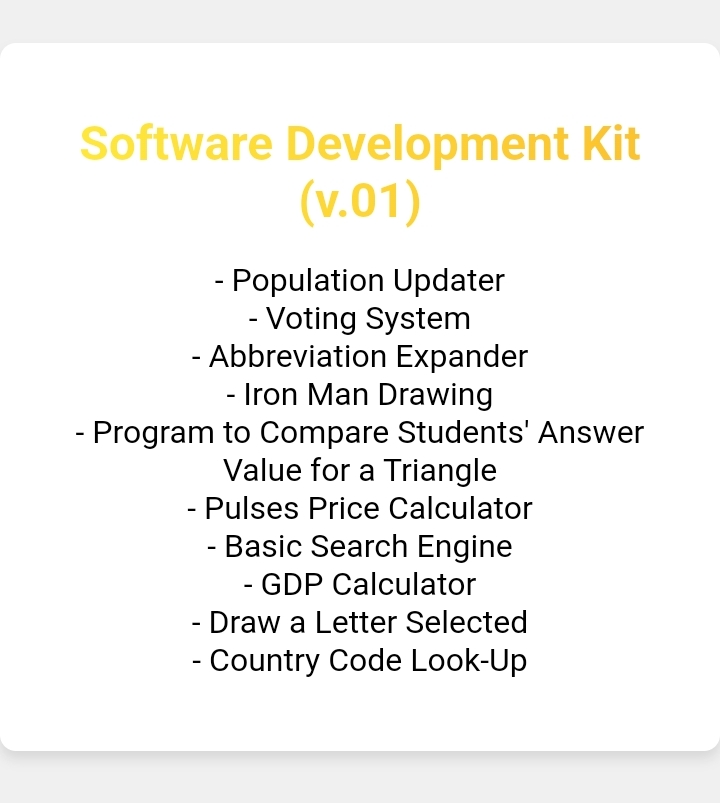 Software Development Kit
(v.01)
- Population Updater
- Voting System
- Abbreviation Expander
- Iron Man Drawing
- Program to Compare Students' Answer
Value for a Triangle
- Pulses Price Calculator
- Basic Search Engine
- GDP Calculator
- Draw a Letter Selected
- Country Code Look-Up